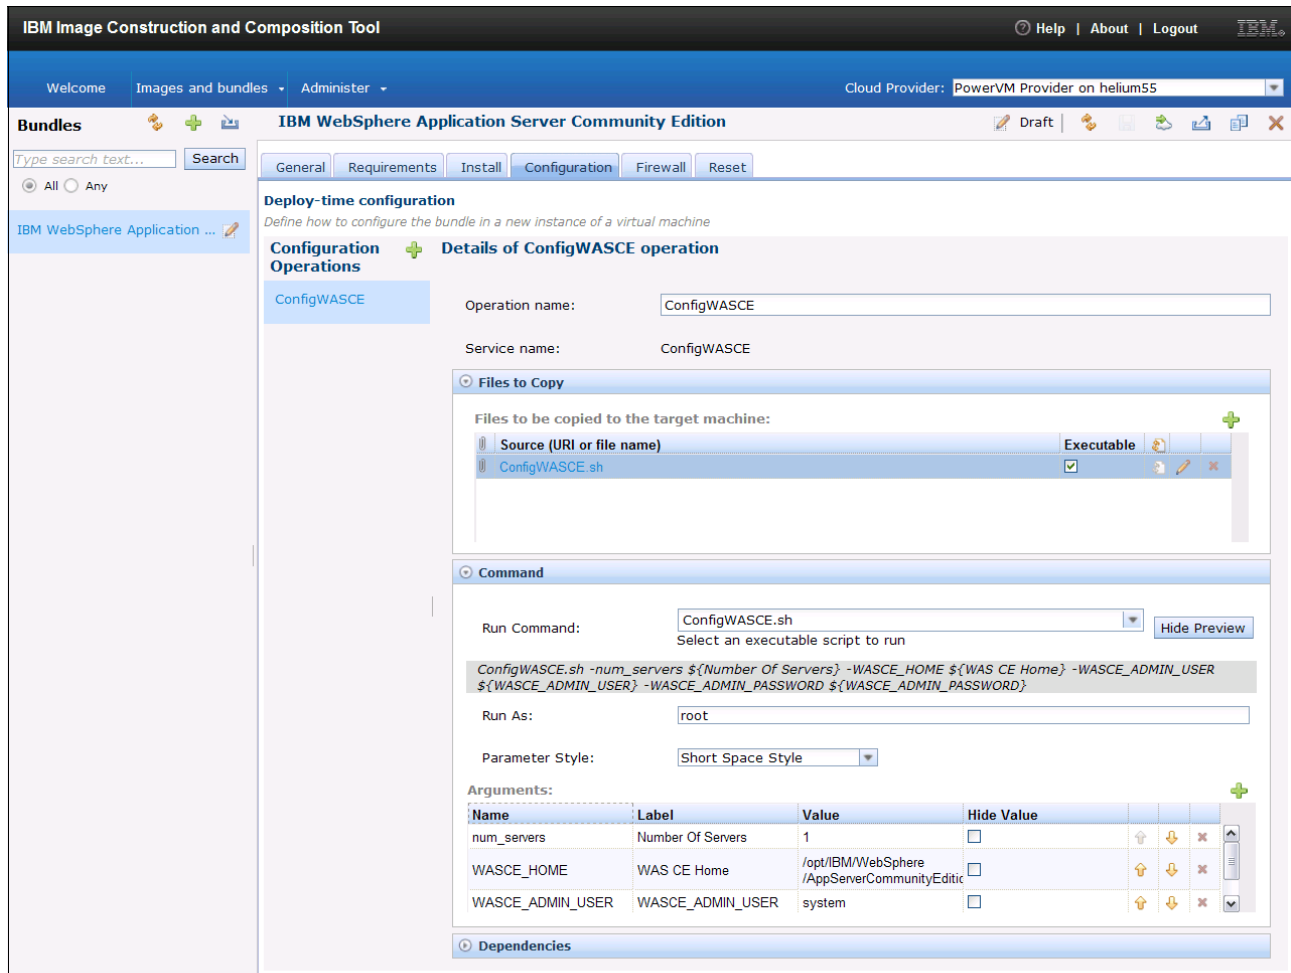 IBM Image Construction and Composition Tool
Help | About | Logout
IBM
Welcome
Images and bundles
Administer
Cloud Provider: PowerVM Provider on helium55
Bundles
IBM WebSphere Application Server Community Edition
Draft
Type search text...
Search
All
Any
General
Requirements
Install
Configuration
Firewall
Reset
IBM WebSphere Application ...
Deploy-time configuration
Define how to configure the bundle in a new instance of a virtual machine
Configuration
Operations
Details of ConfigWASCE operation
ConfigWASCE
Operation name: ConfigWASCE
Service name: ConfigWASCE
Files to Copy
Files to be copied to the target machine:
Source (URI or file name) Executable
ConfigWASCE.sh
Command
Run Command: ConfigWASCE.sh
Hide Preview
Select an executable script to run
ConfigWASCE.sh -num_servers ${Number Of Servers} -WASCE_HOME ${WAS CE Home} -WASCE_ADMIN_USER
${WASCE_ADMIN_USER} -WASCE_ADMIN_PASSWORD ${WASCE_ADMIN_PASSWORD}
Run As: root
Parameter Style: Short Space Style
Arguments:
Name Label Value Hide Value
num_servers Number Of Servers 1
WASCE_HOME WAS CE Home /opt/IBM/WebSphere
/AppServerCommunityEditic
WASCE_ADMIN_USER WASCE_ADMIN_USER system
Dependencies